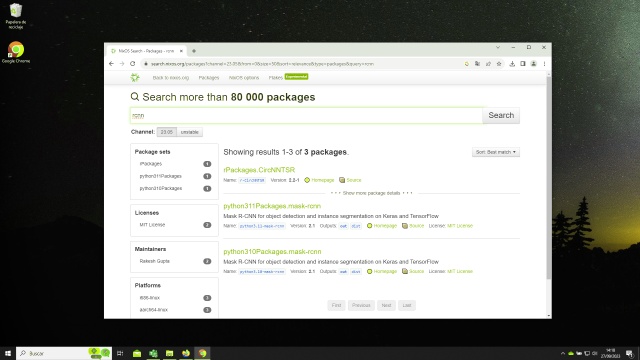 Papelera de
reciclaje
Google Chrome
NixOS Search - Packages - rcnn
search.nixos.org/packages?channel=23.05&from=0&size=50&sort=relevance&type=packages&query=rcnn
Back to nixos.org
Packages
NixOS options
Flakes
Experimental
Search more than 80 000 packages
rcnn
Search
Channel:
23.05
unstable
Package sets
rPackages
1
python311Packages
1
python310Packages
1
Licenses
MIT License
2
Maintainers
Rakesh Gupta
2
Platforms
i686-linux
3
aarch64-linux
3
Showing results 1-3 of 3 packages.
Sort: Best match
rPackages.CircNNTSR
Name: r-CircNNTSR Version: 2.2-1 Homepage Source
Show more package details
python311Packages.mask-rcnn
Mask R-CNN for object detection and instance segmentation on Keras and TensorFlow
Name: python3.11-mask-rcnn Version: 2.1 Outputs: out dist Homepage Source License: MIT License
python310Packages.mask-rcnn
Mask R-CNN for object detection and instance segmentation on Keras and TensorFlow
Name: python3.10-mask-rcnn Version: 2.1 Outputs: out dist Homepage Source License: MIT License
First
Previous
Next
Last
Buscar